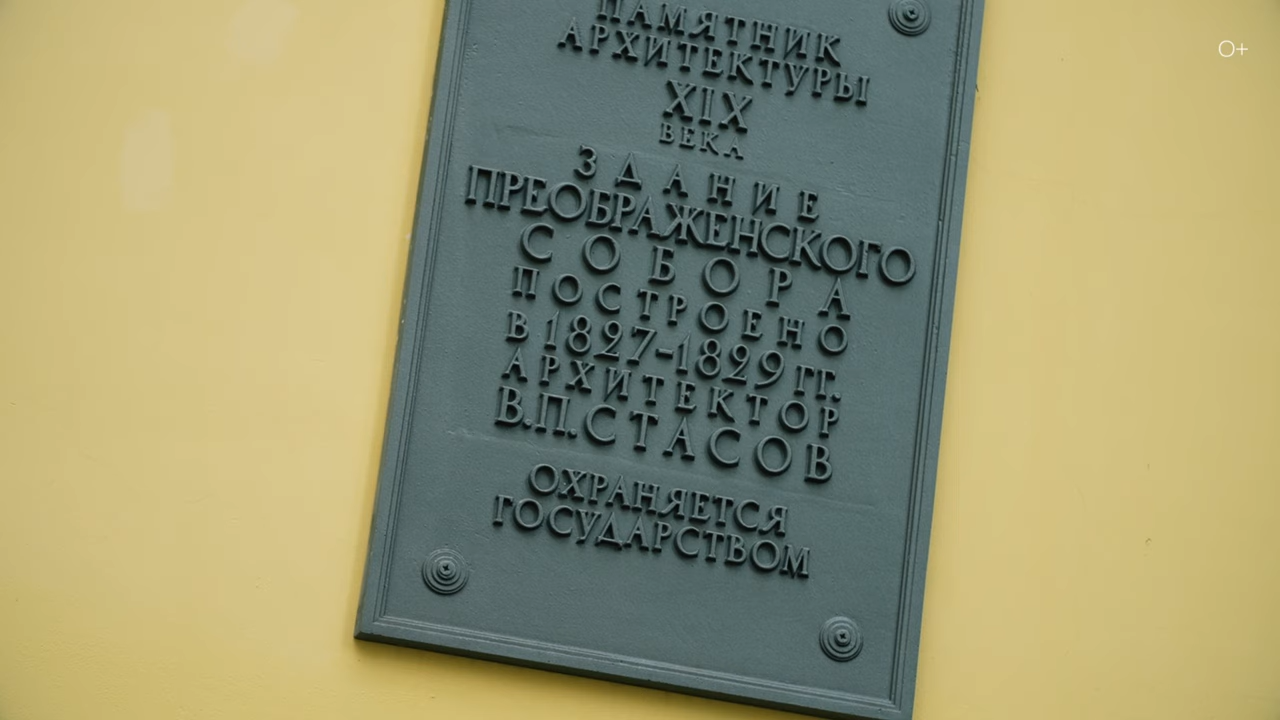 ПАМЯТНИК
АРХИТЕКТУРЫ
XIX
ВЕКА
ЗДАНИЕ
ПРЕОБРАЖЕНСКОГО
СОБОРА
ПОСТРОЕНО
В 1827-1829 ГГ.
АРХИТЕКТОР
В.П.СТАСОВ
ОХРАНЯЕТСЯ
ГОСУДАРСТВОМ
0+